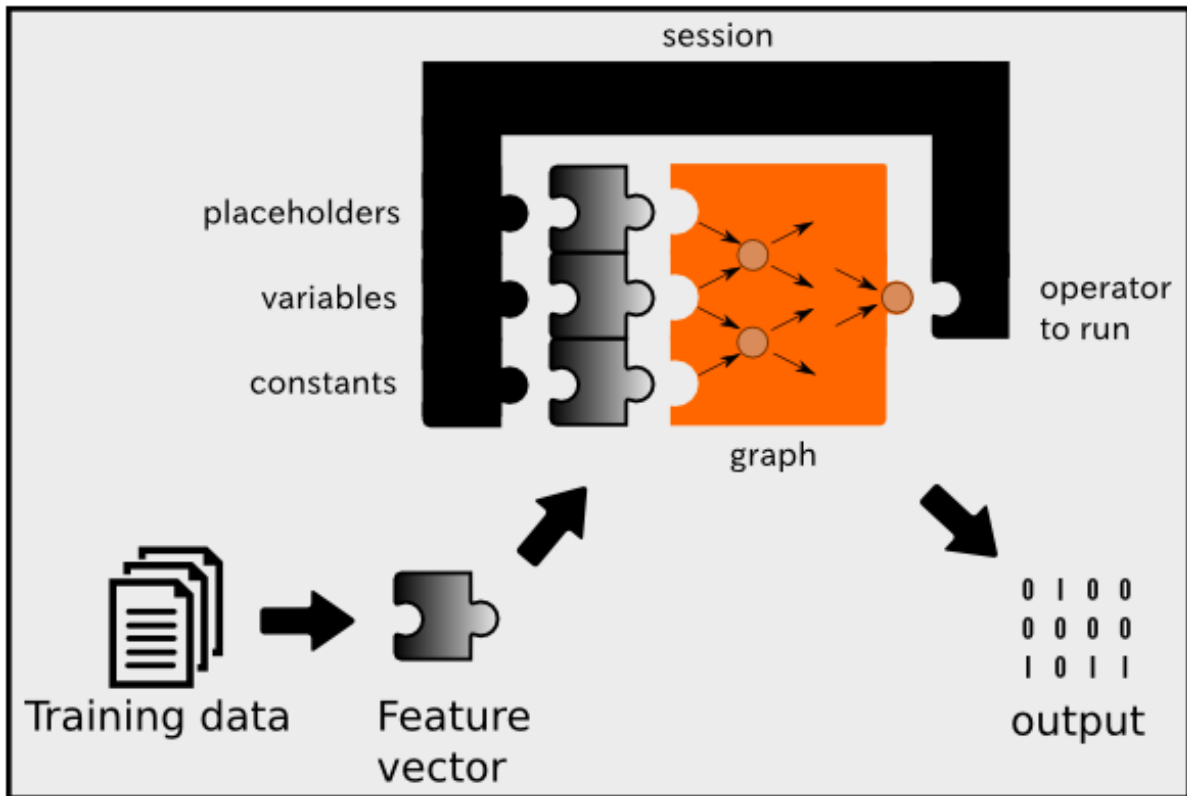 session
placeholders
variables
constants
operator
to run
graph
Training data
Feature
vector
0 1 0 0
0 0 0 0
1 0 1 1
output